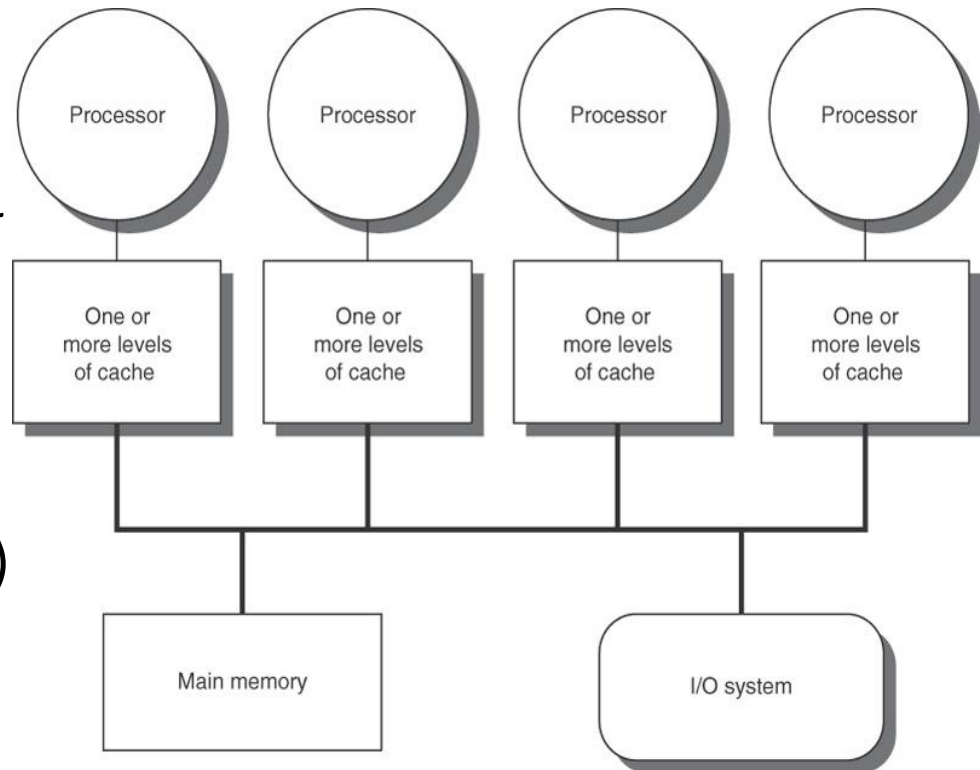 Processor
Processor
Processor
Processor
One or
more levels
of cache
One or
more levels
of cache
One or
more levels
of cache
One or
more levels
of cache
)
Main memory
I/O system